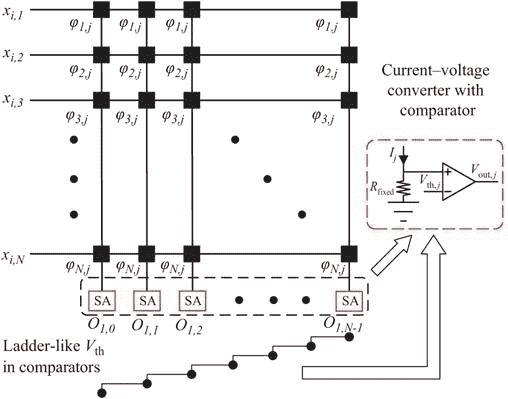 x_{i,1}
φ_{1,j} φ_{1,j} φ_{1,j} φ_{1,j}
x_{i,2}
φ_{2,j} φ_{2,j} φ_{2,j} φ_{2,j}
x_{i,3}
φ_{3,j} φ_{3,j} φ_{3,j} φ_{3,j}
x_{i,N}
φ_{N,j} φ_{N,j} φ_{N,j} φ_{N,j}
SA SA SA SA
O_{1,0} O_{1,1} O_{1,2} O_{1,N-1}
Ladder-like V_{th}
in comparators
Current–voltage
converter with
comparator
I_j
V_{out,j}
R_{fixed}
V_{th,j}
+
−